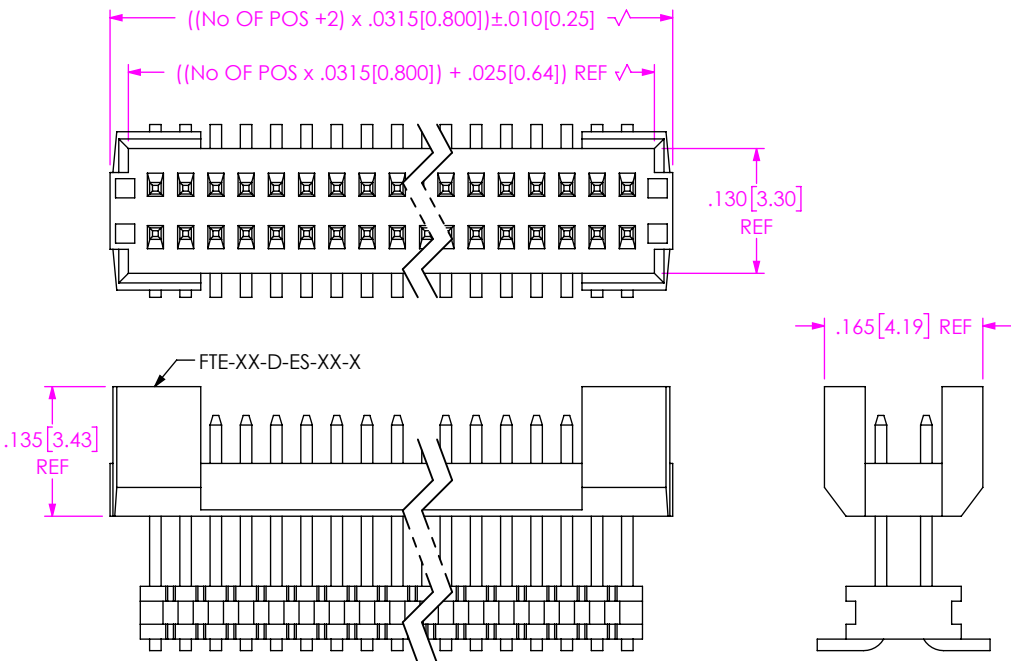 ((No OF POS +2) x .0315[0.800])±.010[0.25]
((No OF POS x .0315[0.800]) + .025[0.64]) REF
.130[3.30]
REF
.165[4.19] REF
FTE-XX-D-ES-XX-X
.135[3.43]
REF